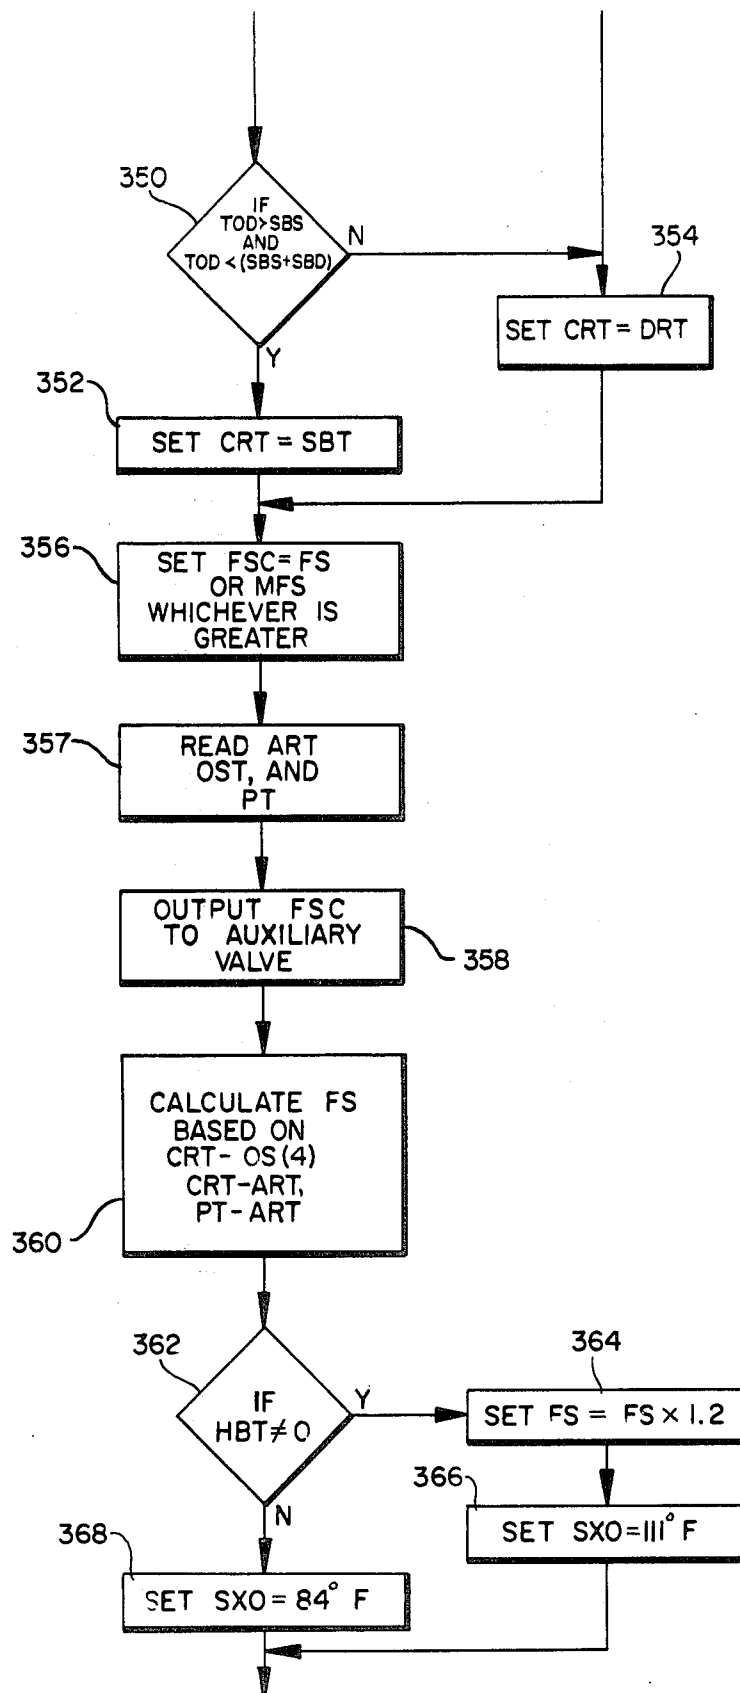 350
IF
TOD>SBS
AND
TOD<(SBS+SBD)
N
Y
354
SET CRT = DRT
352
SET CRT = SBT
356
SET FSC=FS
OR MFS
WHICHEVER IS
GREATER
357
READ ART
OST, AND
PT
OUTPUT FSC
TO AUXILIARY
VALVE
358
CALCULATE FS
BASED ON
CRT- OS(4)
CRT-ART,
PT-ART
360
362
IF
HBT≠0
Y
N
364
SET FS = FS × 1.2
366
SET SXO=111° F
368
SET SXO=84° F